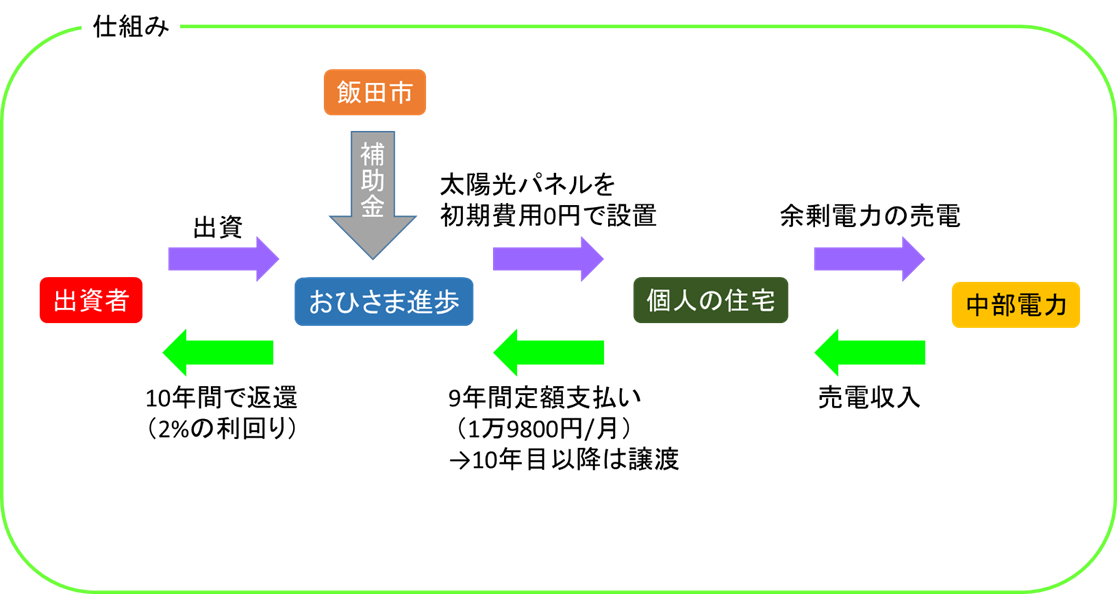 仕組み
飯田市
補助金
出資
太陽光パネルを
初期費用0円で設置
余剰電力の売電
出資者
おひさま進歩
個人の住宅
中部電力
10年間で返還
（2%の利回り）
9年間定額支払い
（1万9800円/月）
→10年目以降は譲渡
売電収入